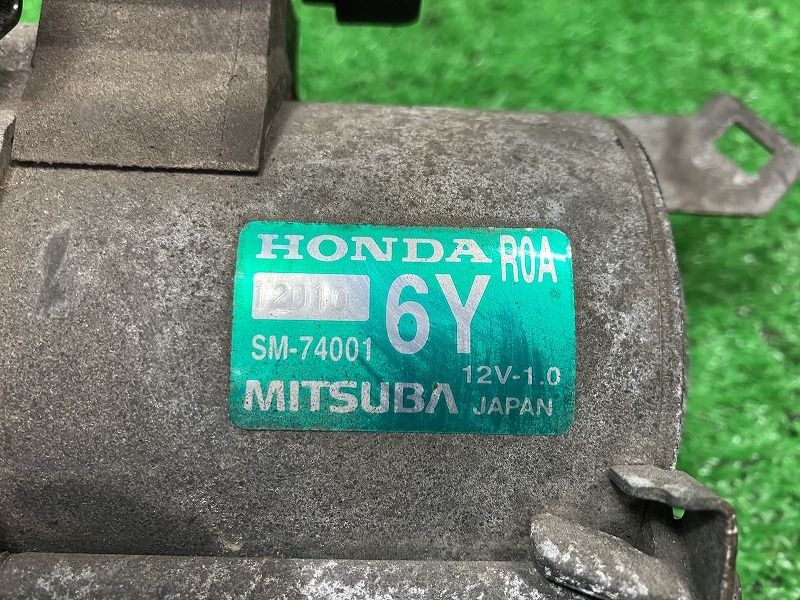 HONDA R0A
6Y
SM-74001
12V-1.0
MITSUBA JAPAN